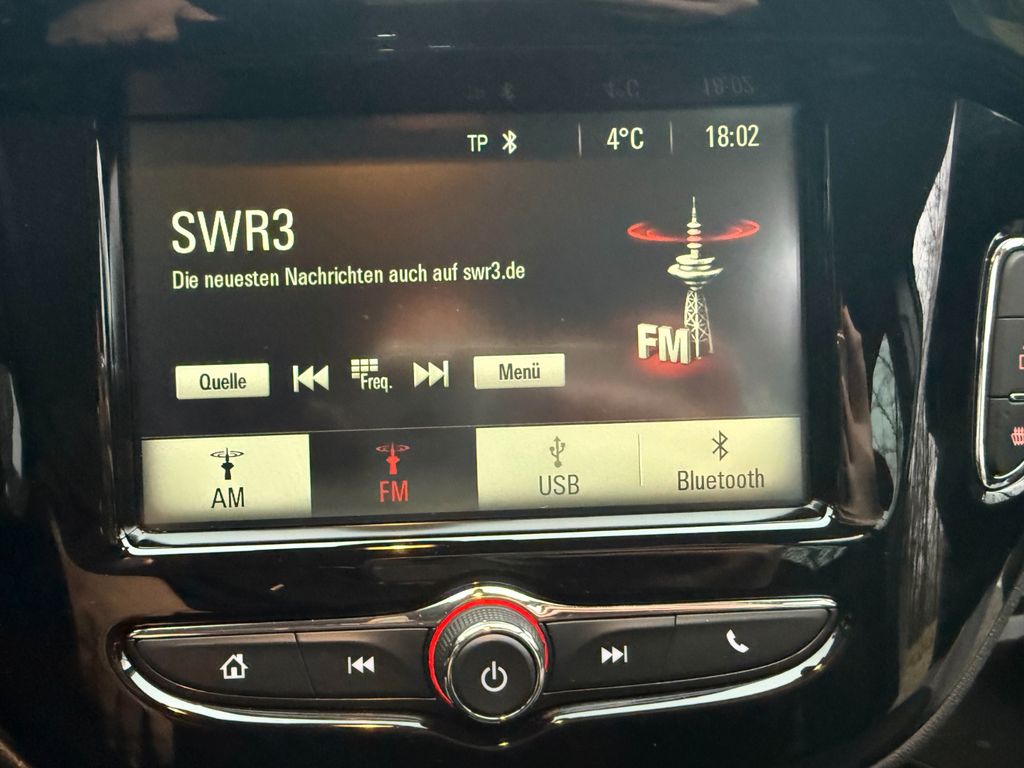 TP 4°C 18:02
SWR3
Die neuesten Nachrichten auch auf swr3.de
FM
Quelle Freq. Menü
AM FM USB Bluetooth